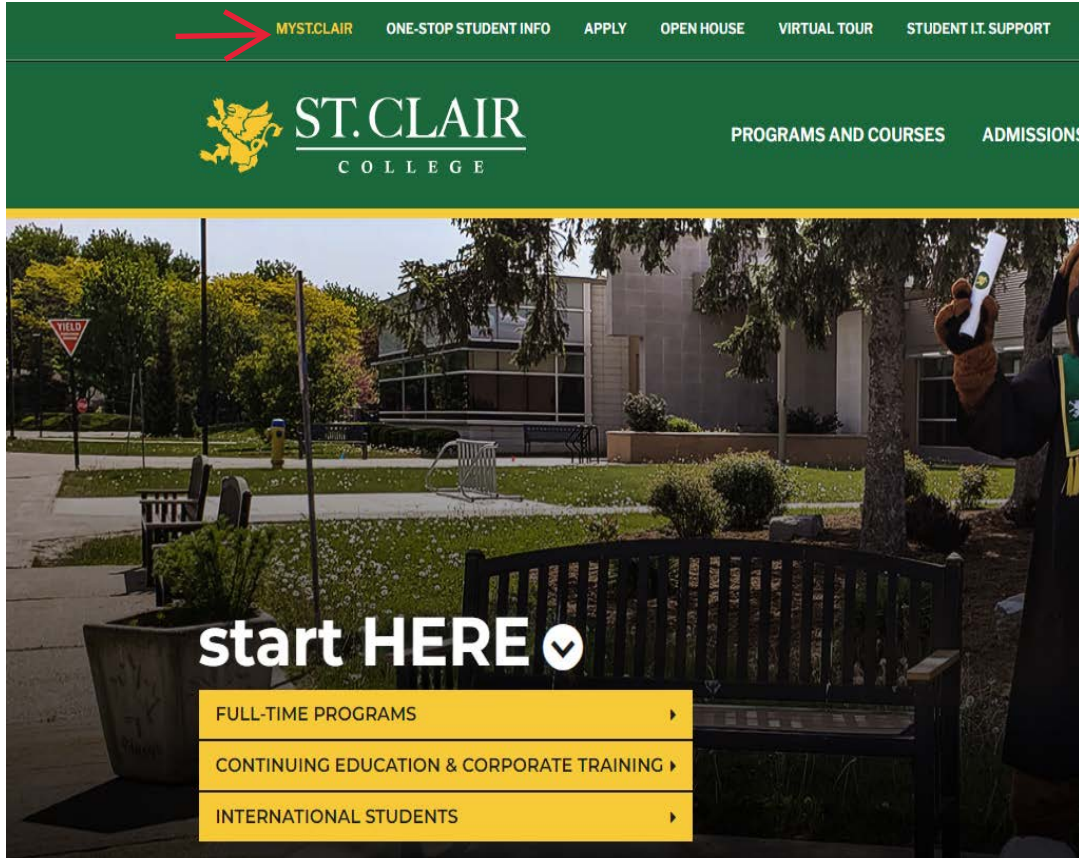 MYST.CLAIR ONE-STOP STUDENT INFO APPLY OPEN HOUSE VIRTUAL TOUR STUDENT I.T. SUPPORT
ST. CLAIR
COLLEGE
PROGRAMS AND COURSES ADMISSIONS
YIELD
start HERE
FULL-TIME PROGRAMS
CONTINUING EDUCATION & CORPORATE TRAINING
INTERNATIONAL STUDENTS